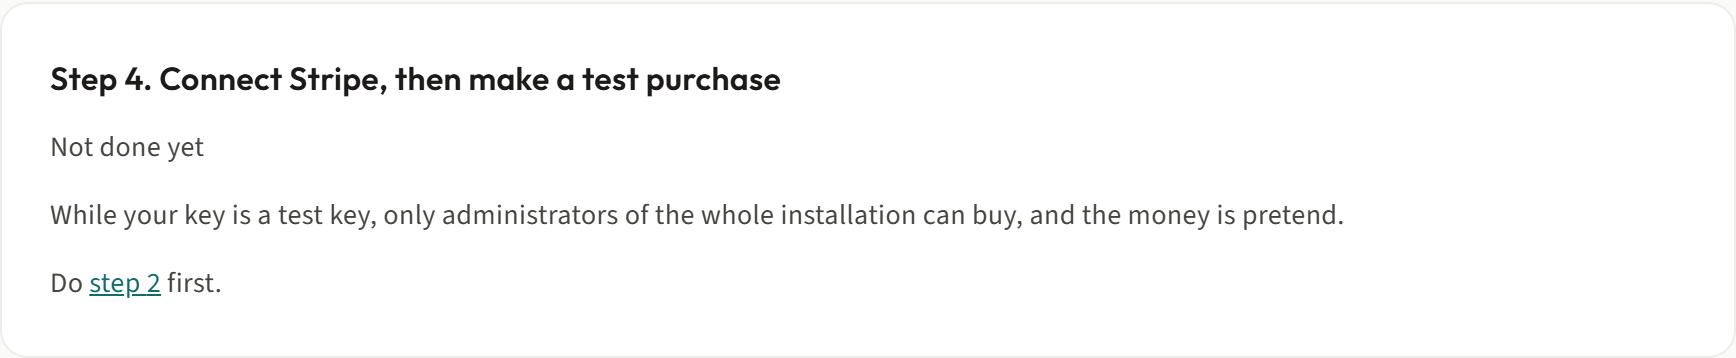 Step 4. Connect Stripe, then make a test purchase
Not done yet
While your key is a test key, only administrators of the whole installation can buy, and the money is pretend.
Do step 2 first.